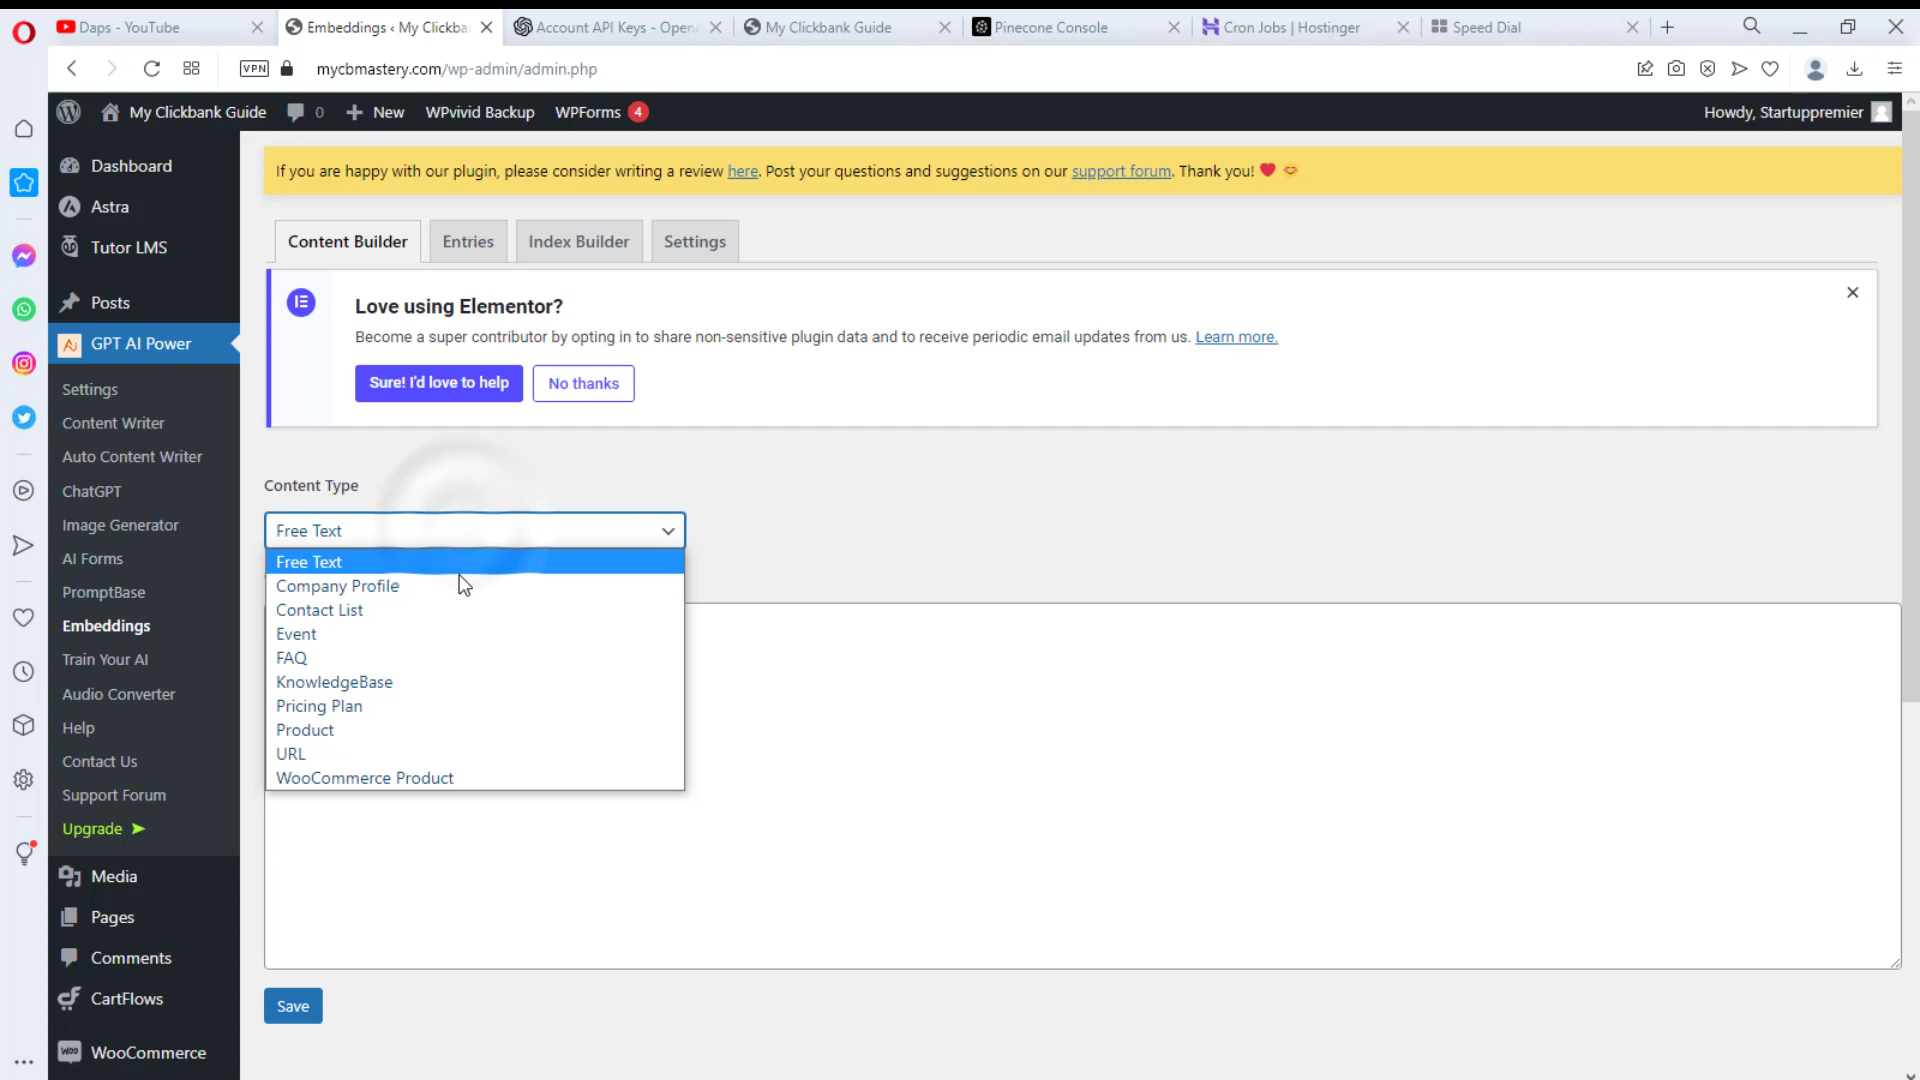 Daps - YouTube
Embeddings ‹ My Clickba
Account API Keys - OpenA
My Clickbank Guide
Pinecone Console
Cron Jobs | Hostinger
Speed Dial
VPN
mycbmastery.com/wp-admin/admin.php
My Clickbank Guide
0
New
WPvivid Backup
WPForms 4
Howdy, Startuppremier
Dashboard
Astra
Tutor LMS
Posts
GPT AI Power
Settings
Content Writer
Auto Content Writer
ChatGPT
Image Generator
AI Forms
PromptBase
Embeddings
Train Your AI
Audio Converter
Help
Contact Us
Support Forum
Upgrade ➤
Media
Pages
Comments
CartFlows
WooCommerce
If you are happy with our plugin, please consider writing a review here. Post your questions and suggestions on our support forum. Thank you! ❤️ 😊
Content Builder
Entries
Index Builder
Settings
Love using Elementor?
Become a super contributor by opting in to share non-sensitive plugin data and to receive periodic email updates from us. Learn more.
Sure! I'd love to help
No thanks
Content Type
Free Text
Free Text
Company Profile
Contact List
Event
FAQ
KnowledgeBase
Pricing Plan
Product
URL
WooCommerce Product
Save